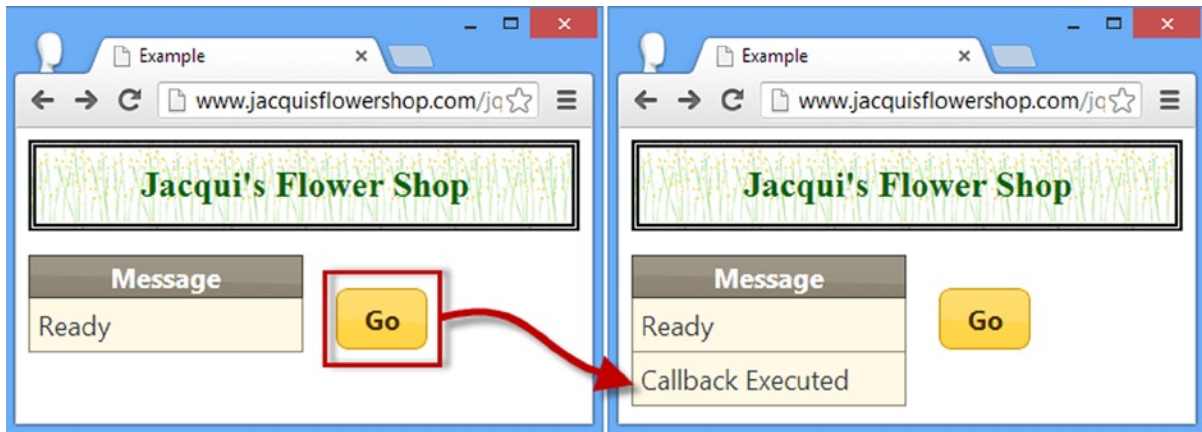 Example
www.jacquisflowershop.com/jq
Jacqui's Flower Shop
Message
Ready
Go
Example
www.jacquisflowershop.com/jq
Jacqui's Flower Shop
Message
Ready
Callback Executed
Go